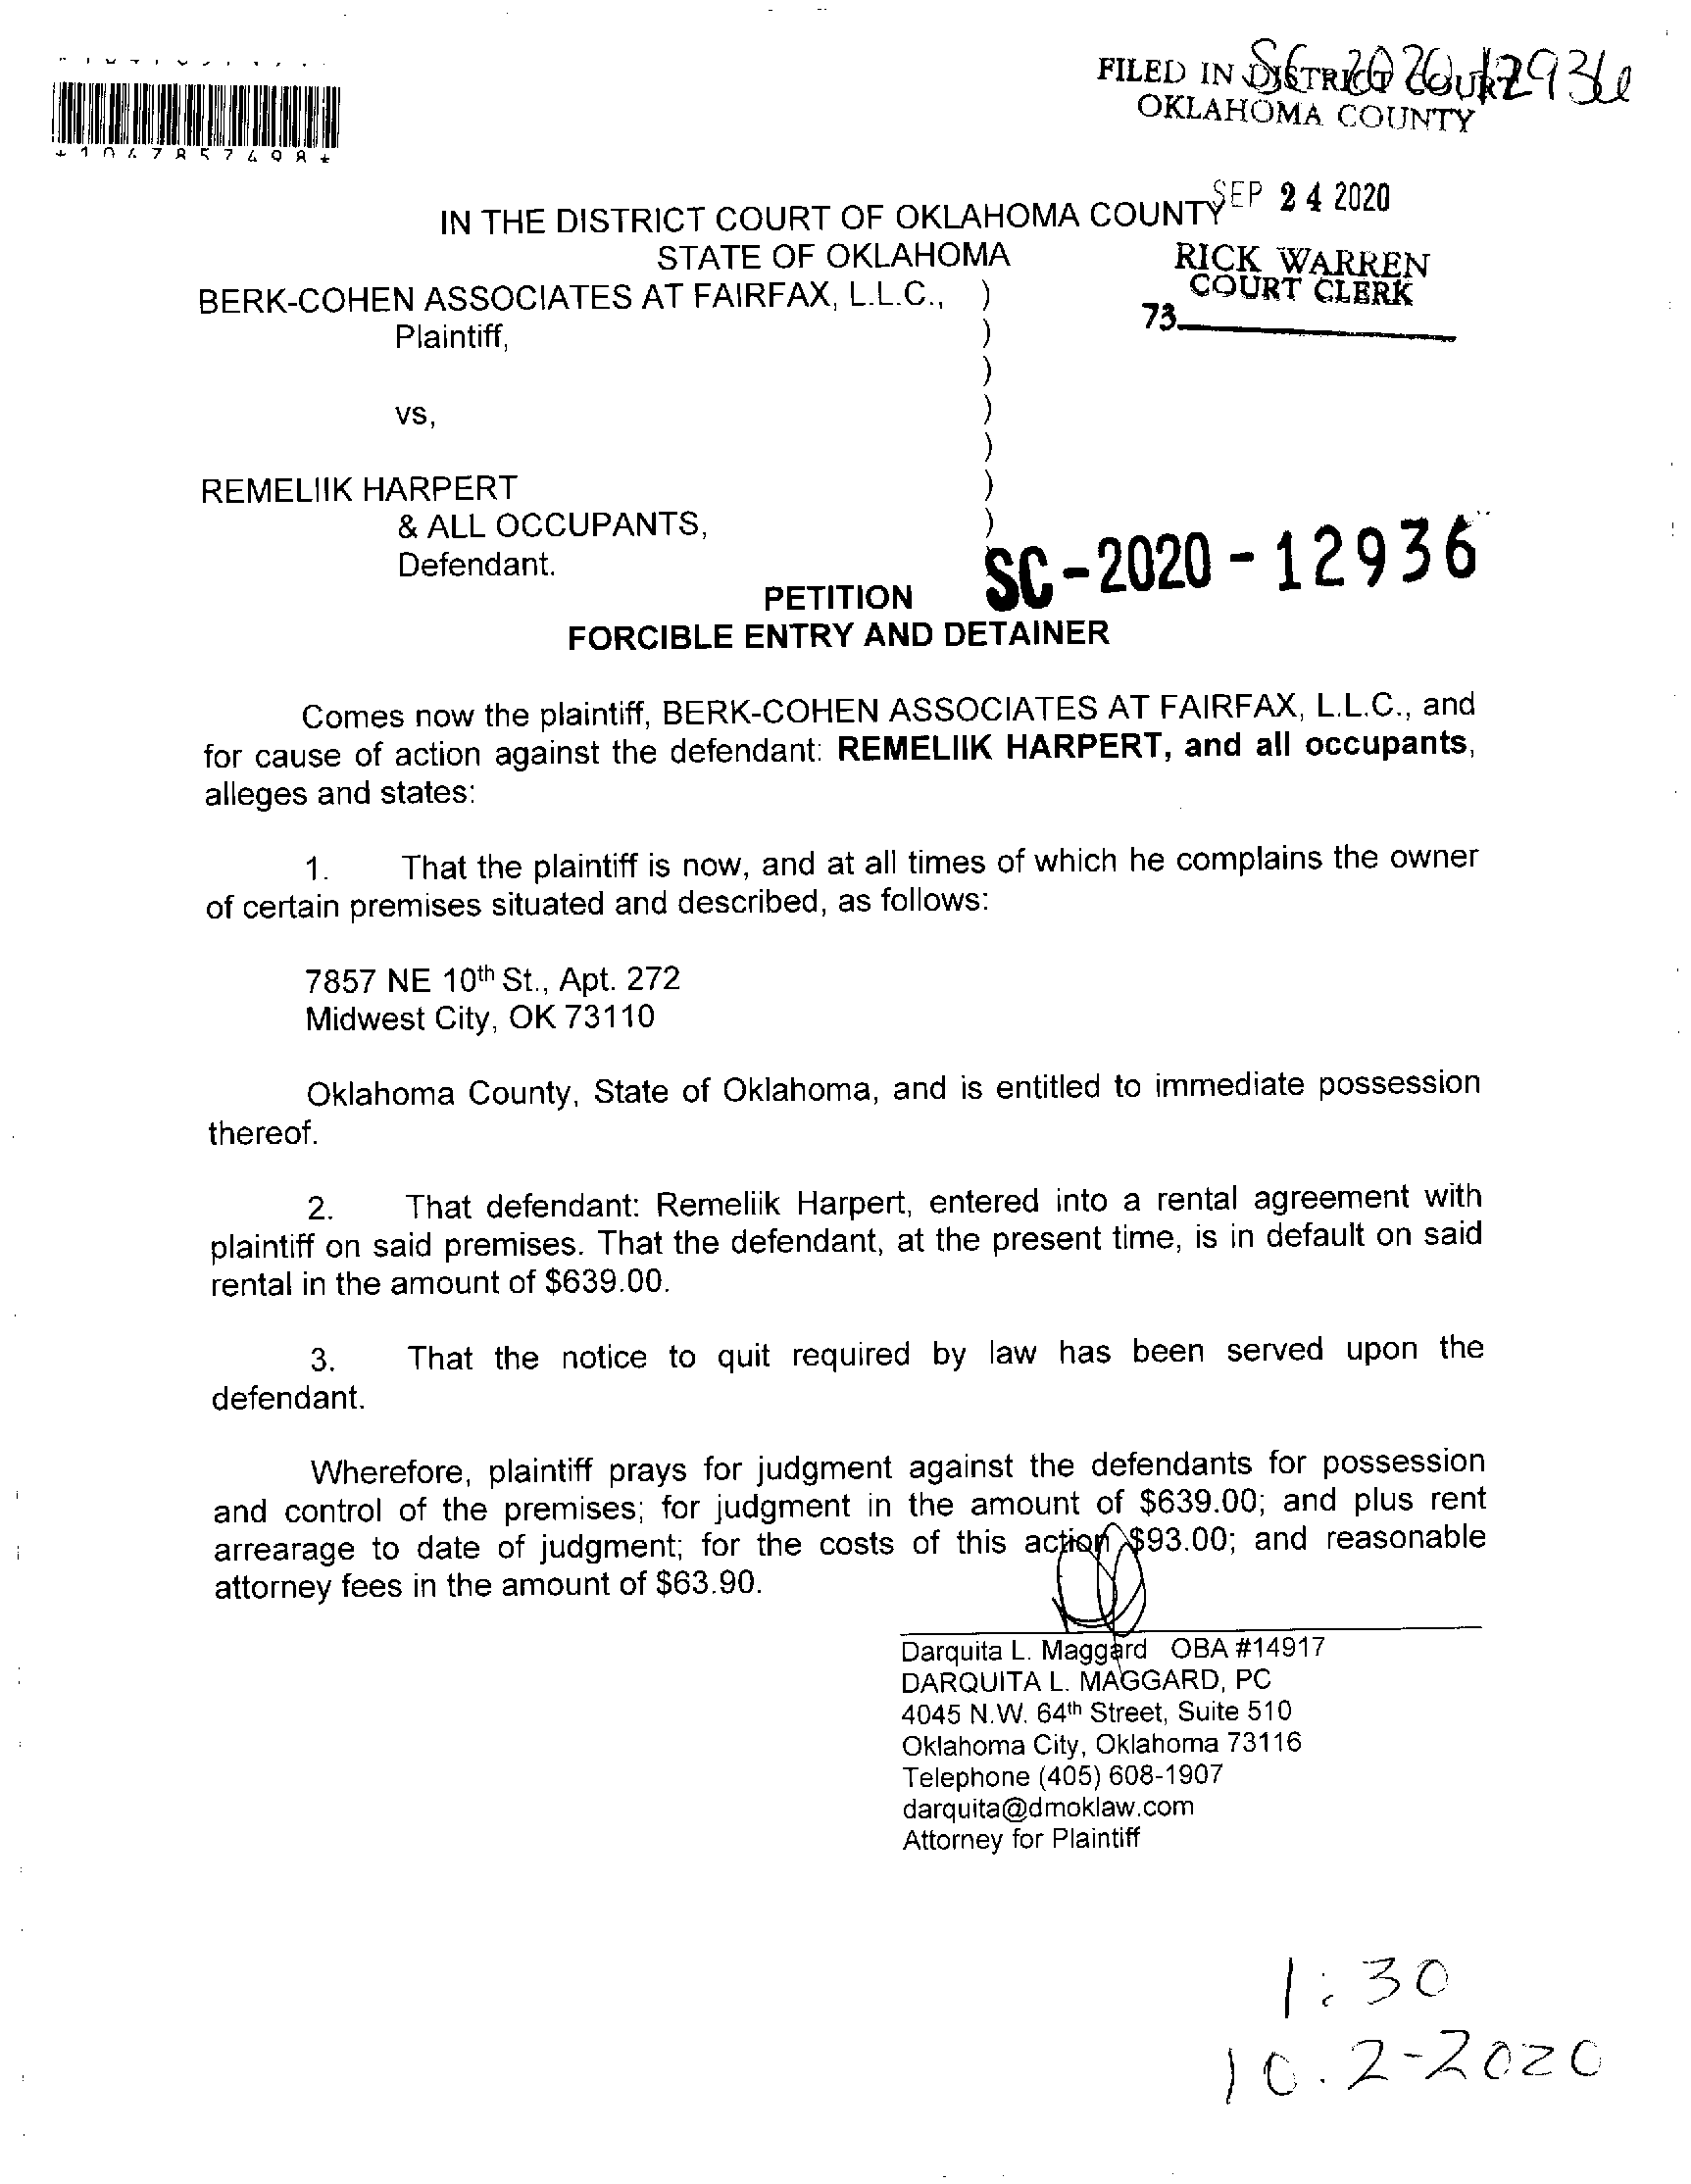 SC-2020-12936
FILED IN DISTRICT COURT
OKLAHOMA COUNTY
*1047857498*
SEP 24 2020
IN THE DISTRICT COURT OF OKLAHOMA COUNTY
STATE OF OKLAHOMA
RICK WARREN
COURT CLERK
73
BERK-COHEN ASSOCIATES AT FAIRFAX, L.L.C., )
Plaintiff, )
)
vs, )
)
REMELIIK HARPERT )
& ALL OCCUPANTS, )
Defendant.
SC-2020-12936
PETITION
FORCIBLE ENTRY AND DETAINER
Comes now the plaintiff, BERK-COHEN ASSOCIATES AT FAIRFAX, L.L.C., and
for cause of action against the defendant: REMELIIK HARPERT, and all occupants,
alleges and states:
1. That the plaintiff is now, and at all times of which he complains the owner
of certain premises situated and described, as follows:
7857 NE 10th St., Apt. 272
Midwest City, OK 73110
Oklahoma County, State of Oklahoma, and is entitled to immediate possession
thereof.
2. That defendant: Remeliik Harpert, entered into a rental agreement with
plaintiff on said premises. That the defendant, at the present time, is in default on said
rental in the amount of $639.00.
3. That the notice to quit required by law has been served upon the
defendant.
Wherefore, plaintiff prays for judgment against the defendants for possession
and control of the premises; for judgment in the amount of $639.00; and plus rent
arrearage to date of judgment; for the costs of this action $93.00; and reasonable
attorney fees in the amount of $63.90.
Darquita L. Maggard OBA #14917
DARQUITA L. MAGGARD, PC
4045 N.W. 64th Street, Suite 510
Oklahoma City, Oklahoma 73116
Telephone (405) 608-1907
darquita@dmoklaw.com
Attorney for Plaintiff
1:30
10.2-2020